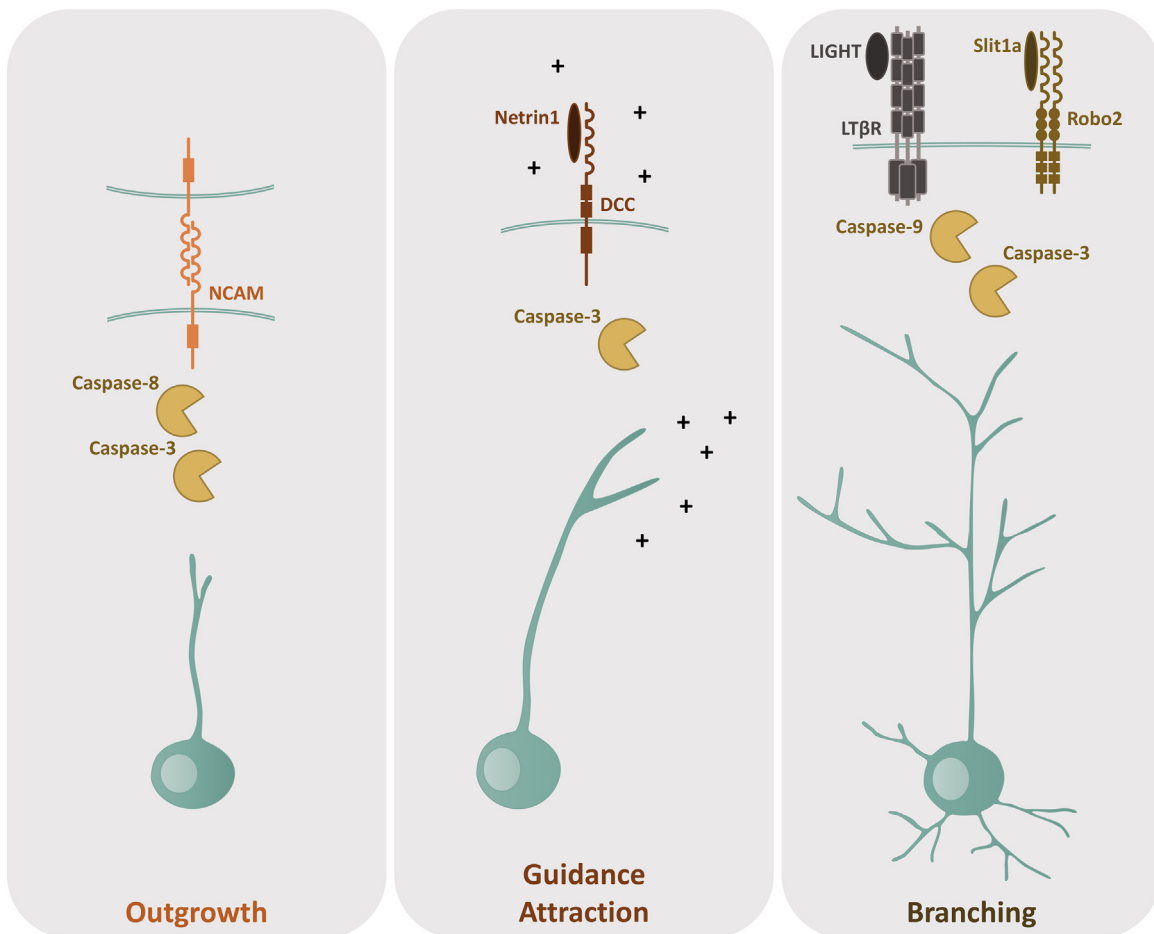 NCAM
Caspase-8
Caspase-3
Outgrowth
+
+
Netrin1
+
+
DCC
Caspase-3
+
+
+
+
+
Guidance
Attraction
LIGHT
Slit1a
LTβR
Robo2
Caspase-9
Caspase-3
Branching